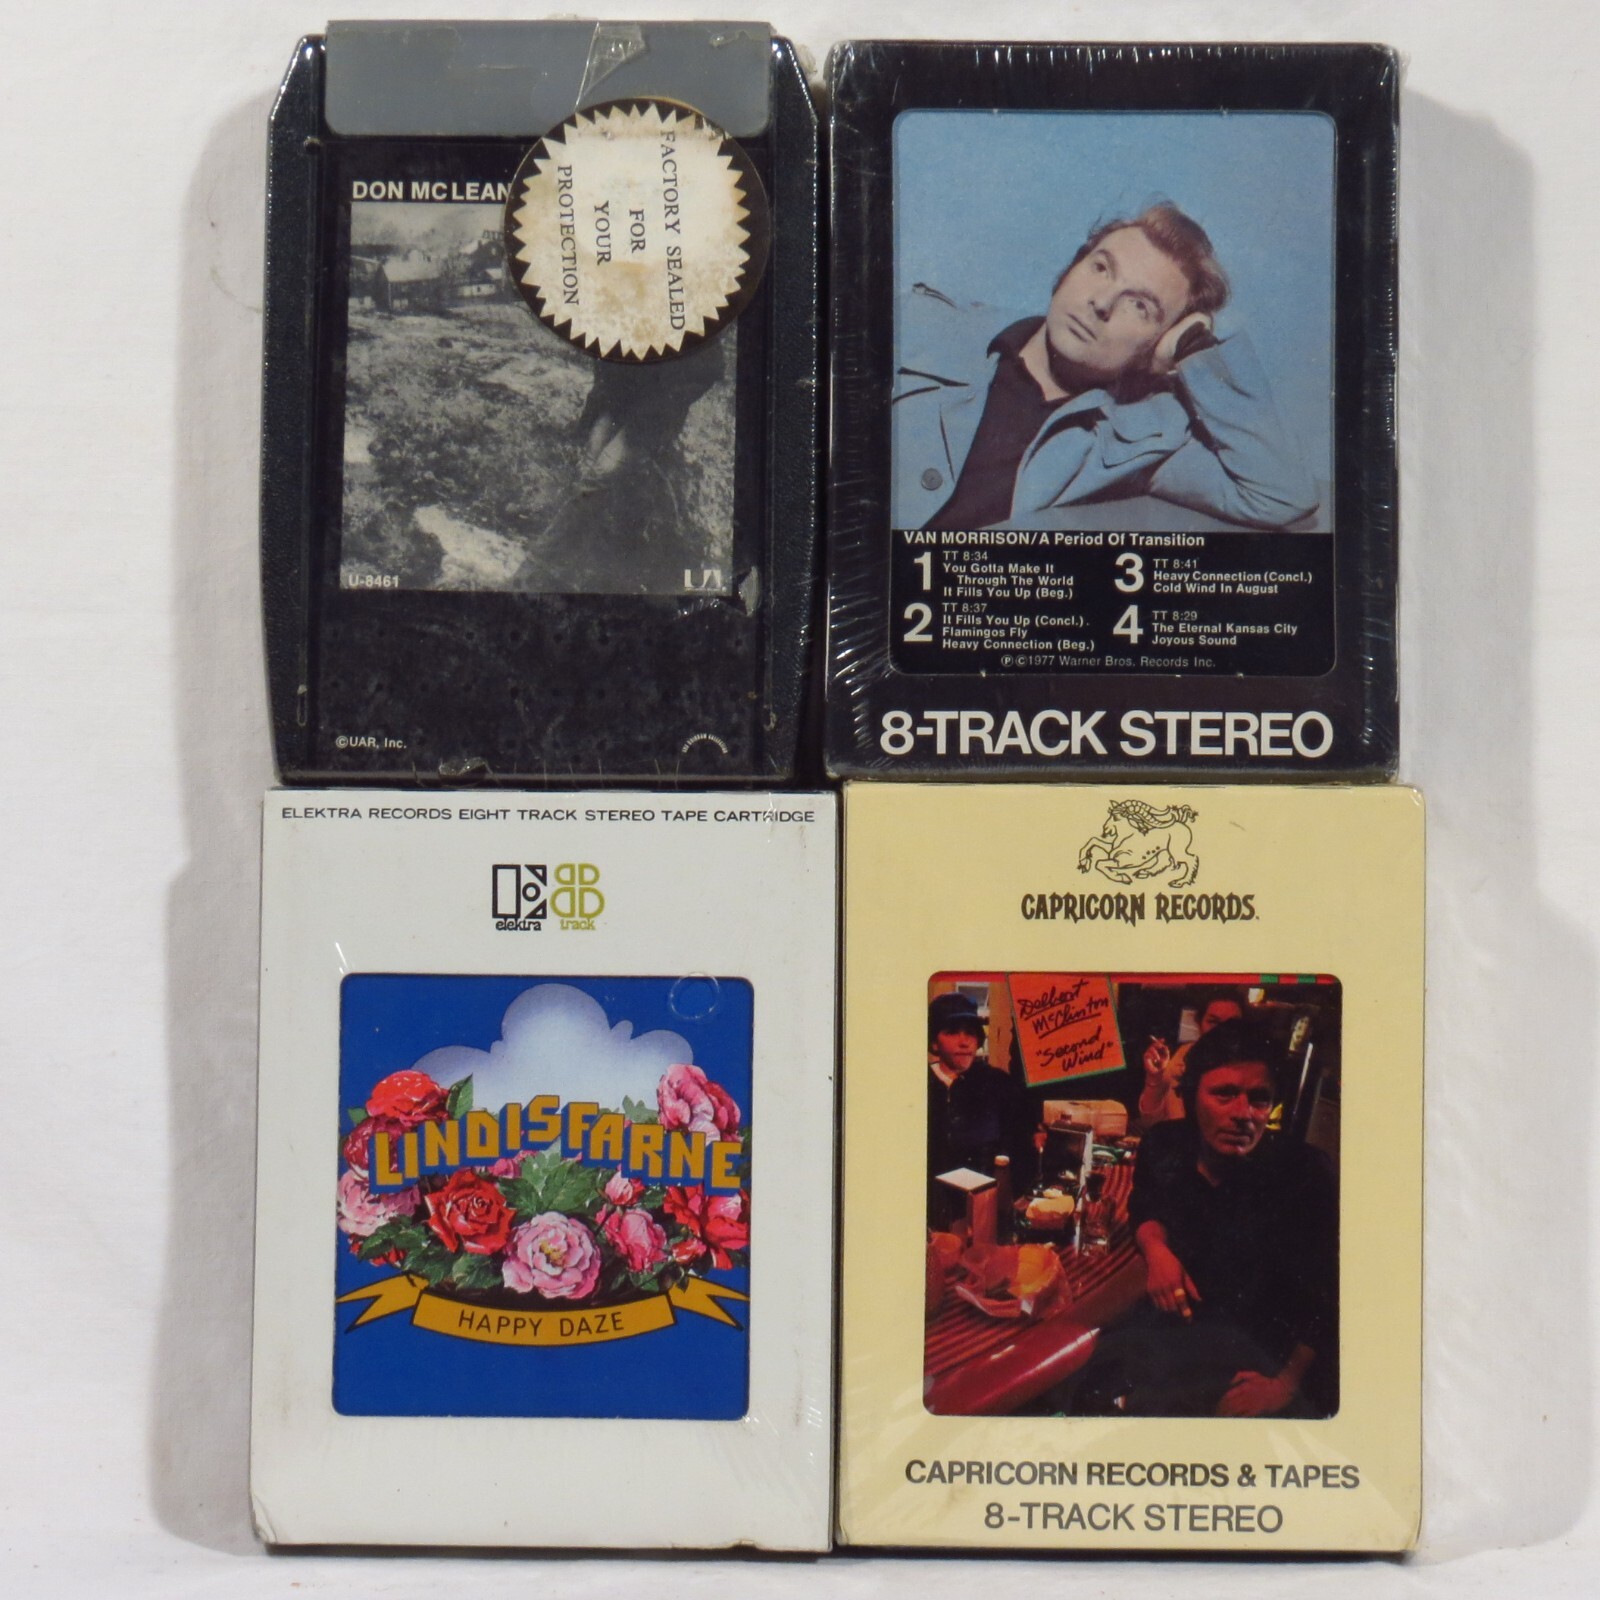 DON MCLEAN
FACTORY SEALED
FOR
YOUR
PROTECTION
U-8461
UA
©UAR, Inc.
VAN MORRISON/A Period Of Transition
1 TT 8:34
You Gotta Make It
Through The World
It Fills You Up (Beg.)
2 TT 8:37
It Fills You Up (Concl.).
Flamingos Fly
Heavy Connection (Beg.)
3 TT 8:41
Heavy Connection (Concl.)
Cold Wind In August
4 TT 8:29
The Eternal Kansas City
Joyous Sound
Ⓟ©1977 Warner Bros. Records Inc.
8-TRACK STEREO
ELEKTRA RECORDS EIGHT TRACK STEREO TAPE CARTRIDGE
elektra track
LINDISFARNE
HAPPY DAZE
CAPRICORN RECORDS.
Delbert
McClinton
"Second
Wind"
CAPRICORN RECORDS & TAPES
8-TRACK STEREO